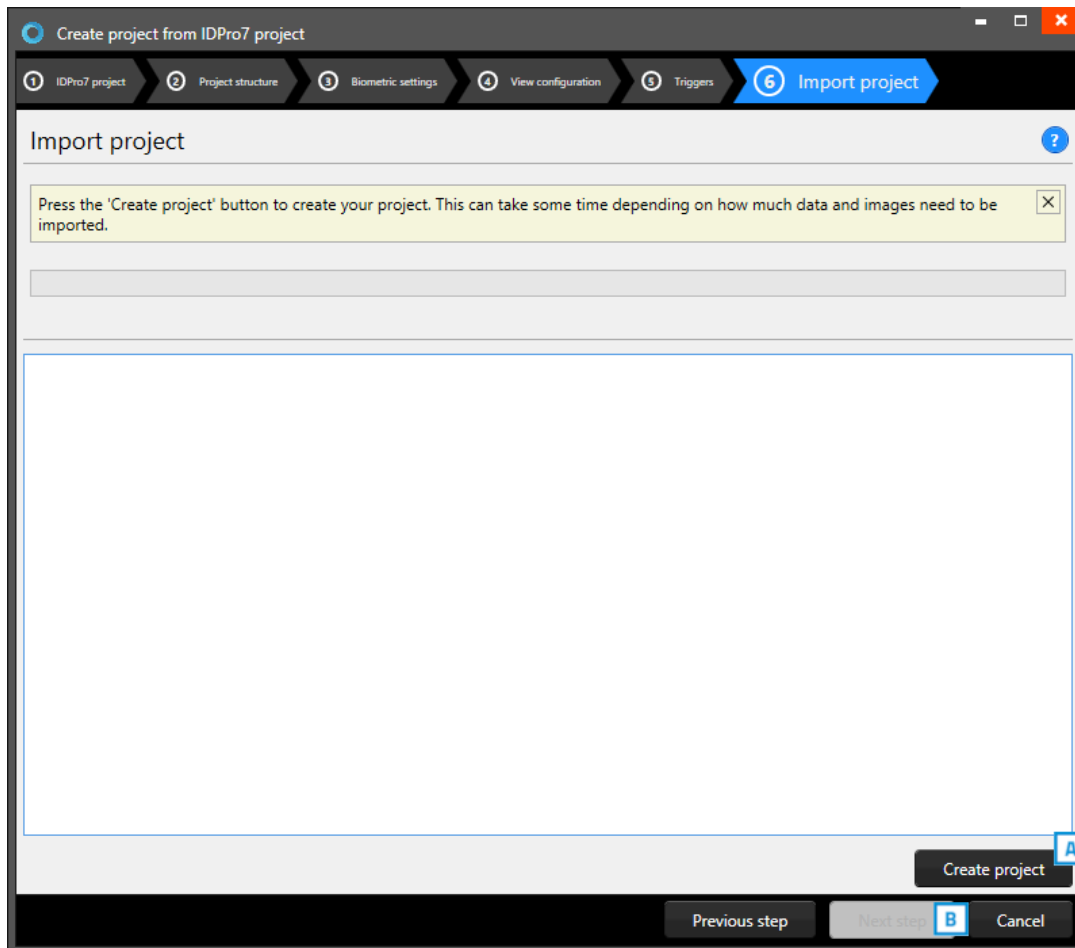 Create project from IDPro7 project
1 IDPro7 project 2 Project structure 3 Biometric settings 4 View configuration 5 Triggers 6 Import project
Import project
?
Press the 'Create project' button to create your project. This can take some time depending on how much data and images need to be
imported.
A
Create project
Previous step Next step B Cancel